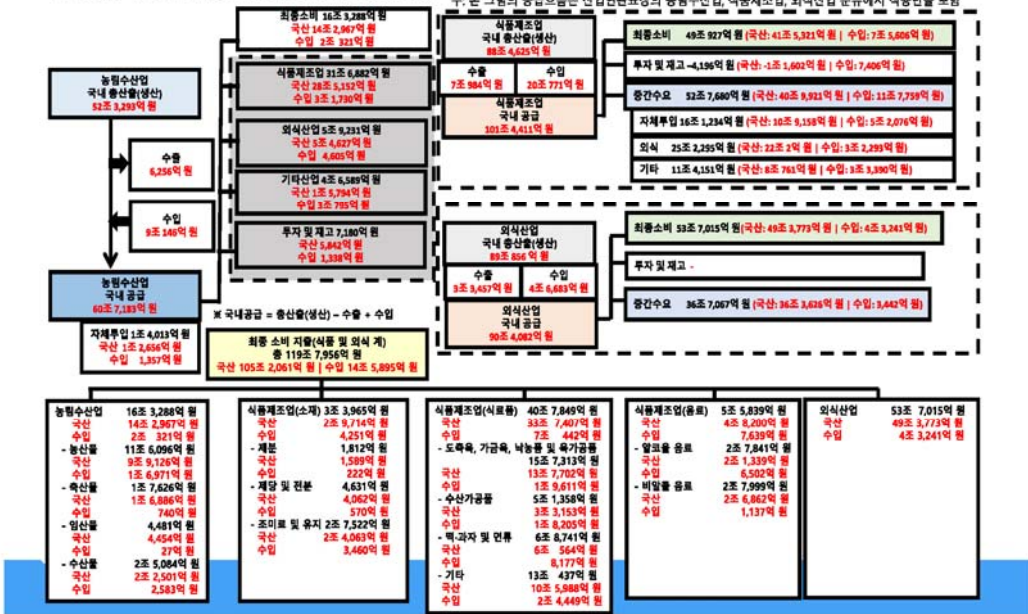 주: 본 그림의 공급흐름은 산업연관표상의 농림수산업, 식품제조업, 외식산업 분류에서 식용만을 포함
농림수산업
국내 총산출(생산)
52조 3,293억 원
수출
6,256억 원
수입
9조 146억 원
농림수산업
국내 공급
60조 7,183억 원
자체투입 1조 4,013억 원
국산 1조 2,656억 원
수입 1,357억 원
최종소비 16조 3,288억 원
국산 14조 2,967억 원
수입 2조 321억 원
식품제조업 31조 6,882억 원
국산 28조 5,152억 원
수입 3조 1,730억 원
외식산업 5조 9,231억 원
국산 5조 4,627억 원
수입 4,605억 원
기타산업 4조 6,589억 원
국산 1조 5,794억 원
수입 3조 795억 원
투자 및 재고 7,180억 원
국산 5,842억 원
수입 1,338억 원
※ 국내공급 = 총산출(생산) – 수출 + 수입
식품제조업
국내 총산출(생산)
88조 4,625억 원
수출
7조 984억 원
수입
20조 771억 원
식품제조업
국내 공급
101조 4,411억 원
최종소비 49조 927억 원 (국산: 41조 5,321억 원 | 수입: 7조 5,606억 원)
투자 및 재고 –4,196억 원 (국산: -1조 1,602억 원 | 수입: 7,406억 원)
중간수요 52조 7,680억 원 (국산: 40조 9,921억 원 | 수입: 11조 7,759억 원)
자체투입 16조 1,234억 원 (국산: 10조 9,158억 원 | 수입: 5조 2,076억 원)
외식 25조 2,295억 원 (국산: 22조 2억 원 | 수입: 3조 2,293억 원)
기타 11조 4,151억 원 (국산: 8조 761억 원 | 수입: 3조 3,390억 원)
외식산업
국내 총산출(생산)
89조 856억 원
수출
3조 3,457억 원
수입
4조 6,683억 원
외식산업
국내 공급
90조 4,082억 원
최종소비 53조 7,015억 원(국산: 49조 3,773억 원 | 수입: 4조 3,241억 원)
투자 및 재고 -
중간수요 36조 7,067억 원 (국산: 36조 3,626억 원 | 수입: 3,442억 원)
최종 소비 지출(식품 및 외식 계)
총 119조 7,956억 원
국산 105조 2,061억 원 | 수입 14조 5,895억 원
농림수산업 16조 3,288억 원
국산 14조 2,967억 원
수입 2조 321억 원
- 농산물 11조 6,096억 원
국산 9조 9,126억 원
수입 1조 6,971억 원
- 축산물 1조 7,626억 원
국산 1조 6,886억 원
수입 740억 원
- 임산물 4,481억 원
국산 4,454억 원
수입 27억 원
- 수산물 2조 5,084억 원
국산 2조 2,501억 원
수입 2,583억 원
식품제조업(소재) 3조 3,965억 원
국산 2조 9,714억 원
수입 4,251억 원
- 제분 1,812억 원
국산 1,589억 원
수입 222억 원
- 제당 및 전분 4,631억 원
국산 4,062억 원
수입 570억 원
- 조미료 및 유지 2조 7,522억 원
국산 2조 4,063억 원
수입 3,460억 원
식품제조업(식료품) 40조 7,849억 원
국산 33조 7,407억 원
수입 7조 442억 원
- 도축육, 가금육, 낙농품 및 육가공품
15조 7,313억 원
국산 13조 7,702억 원
수입 1조 9,611억 원
- 수산가공품 5조 1,358억 원
국산 3조 3,153억 원
수입 1조 8,205억 원
- 떡·과자 및 면류 6조 8,741억 원
국산 6조 564억 원
수입 8,177억 원
- 기타 13조 437억 원
국산 10조 5,988억 원
수입 2조 4,449억 원
식품제조업(음료) 5조 5,839억 원
국산 4조 8,200억 원
수입 7,639억 원
- 알코올 음료 2조 7,841억 원
국산 2조 1,339억 원
수입 6,502억 원
- 비알콜 음료 2조 7,999억 원
국산 2조 6,862억 원
수입 1,137억 원
외식산업 53조 7,015억 원
국산 49조 3,773억 원
수입 4조 3,241억 원